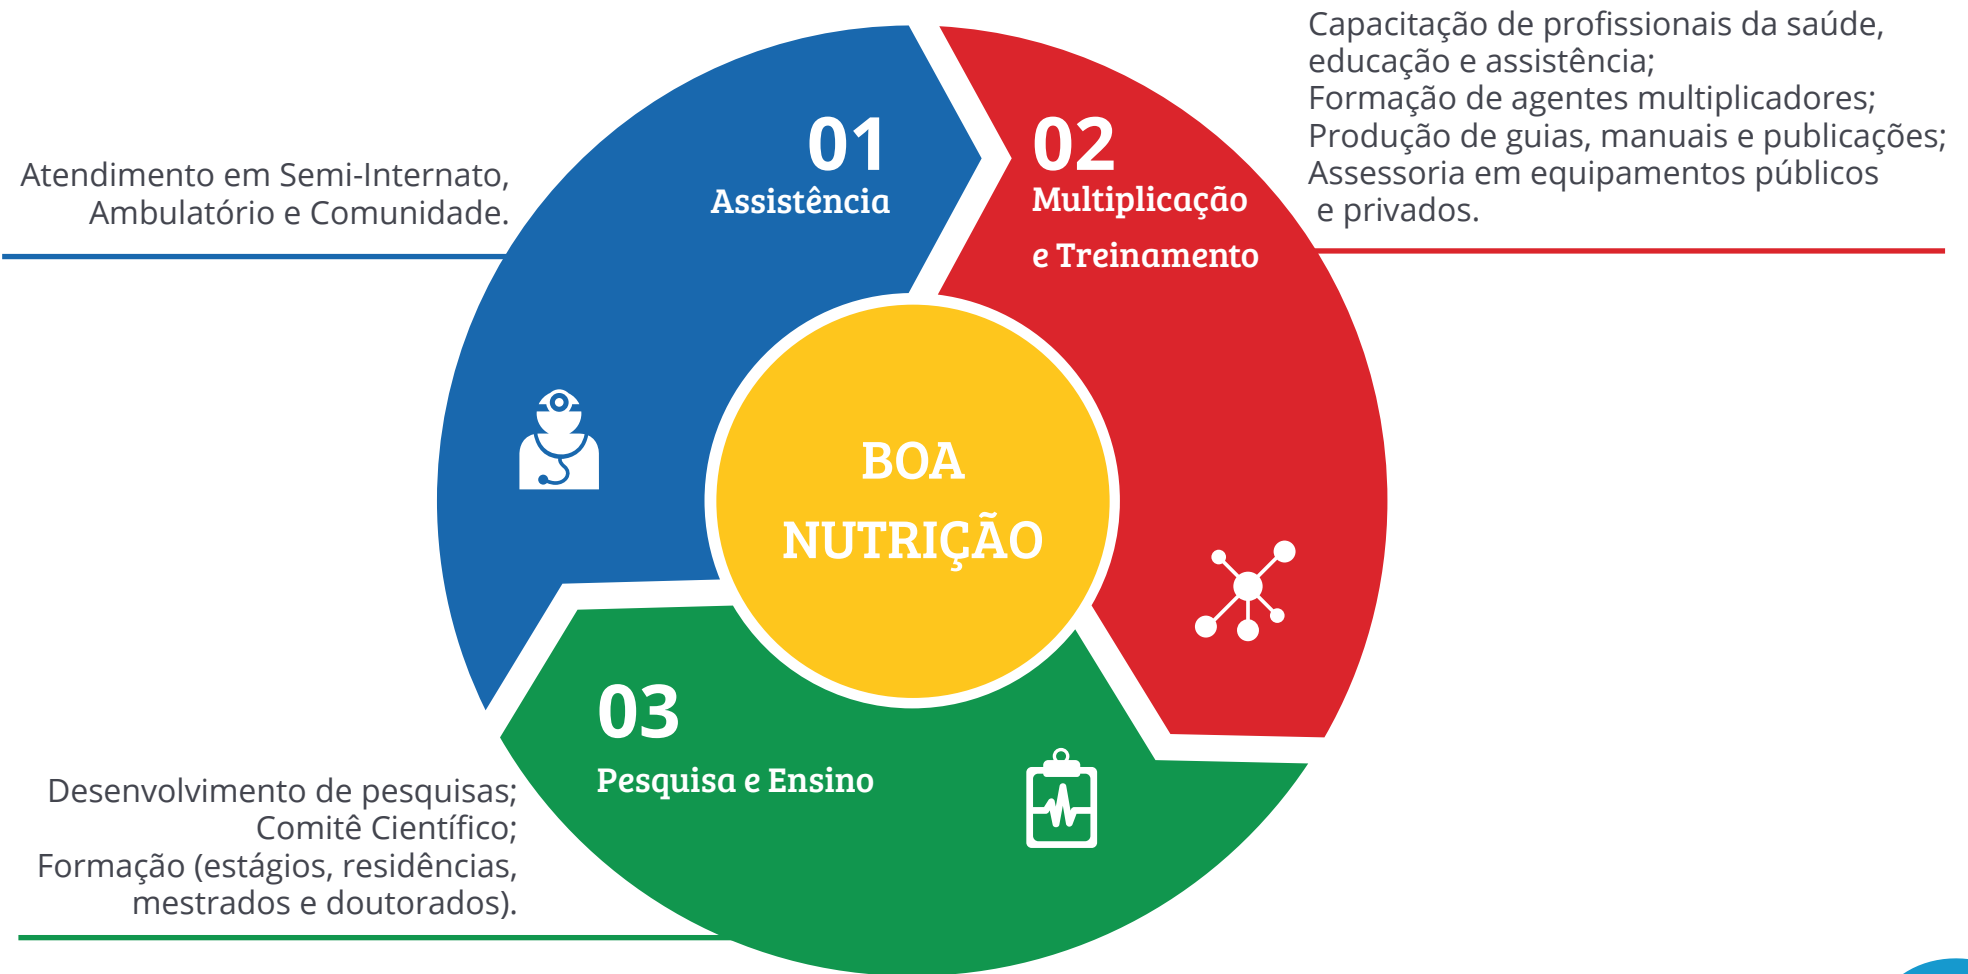 Atendimento em Semi-Internato,
Ambulatório e Comunidade.
01
Assistência
02
Multiplicação
e Treinamento
Capacitação de profissionais da saúde,
educação e assistência;
Formação de agentes multiplicadores;
Produção de guias, manuais e publicações;
Assessoria em equipamentos públicos
e privados.
BOA
NUTRIÇÃO
03
Pesquisa e Ensino
Desenvolvimento de pesquisas;
Comitê Científico;
Formação (estágios, residências,
mestrados e doutorados).